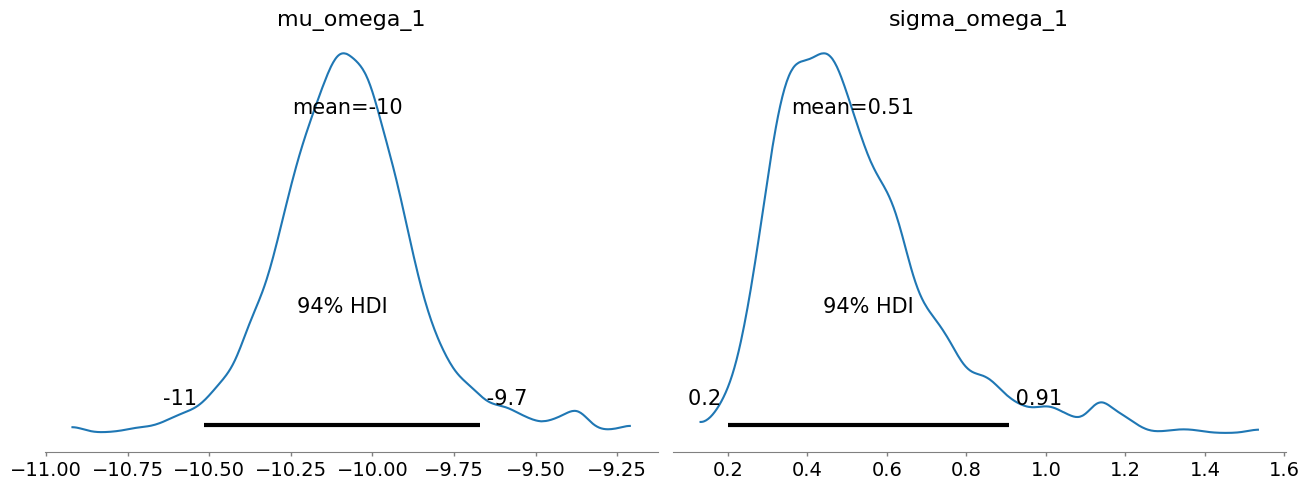 mu_omega_1
mean=-10
94% HDI
-11
-9.7
−11.00 −10.75 −10.50 −10.25 −10.00 −9.75 −9.50 −9.25
sigma_omega_1
mean=0.51
94% HDI
0.2
0.91
0.2 0.4 0.6 0.8 1.0 1.2 1.4 1.6